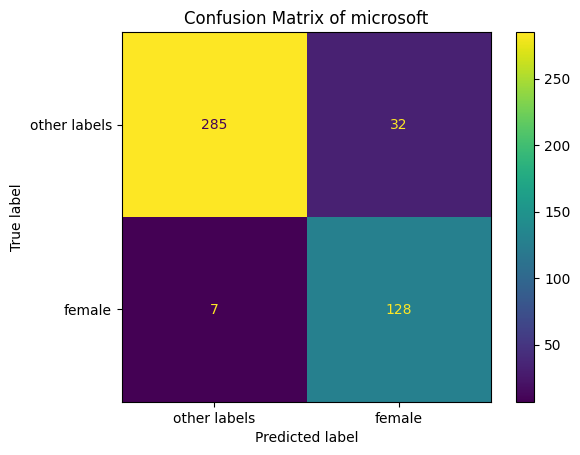 Confusion Matrix of microsoft
True label
other labels
285
32
female
7
128
other labels
female
Predicted label
250
200
150
100
50